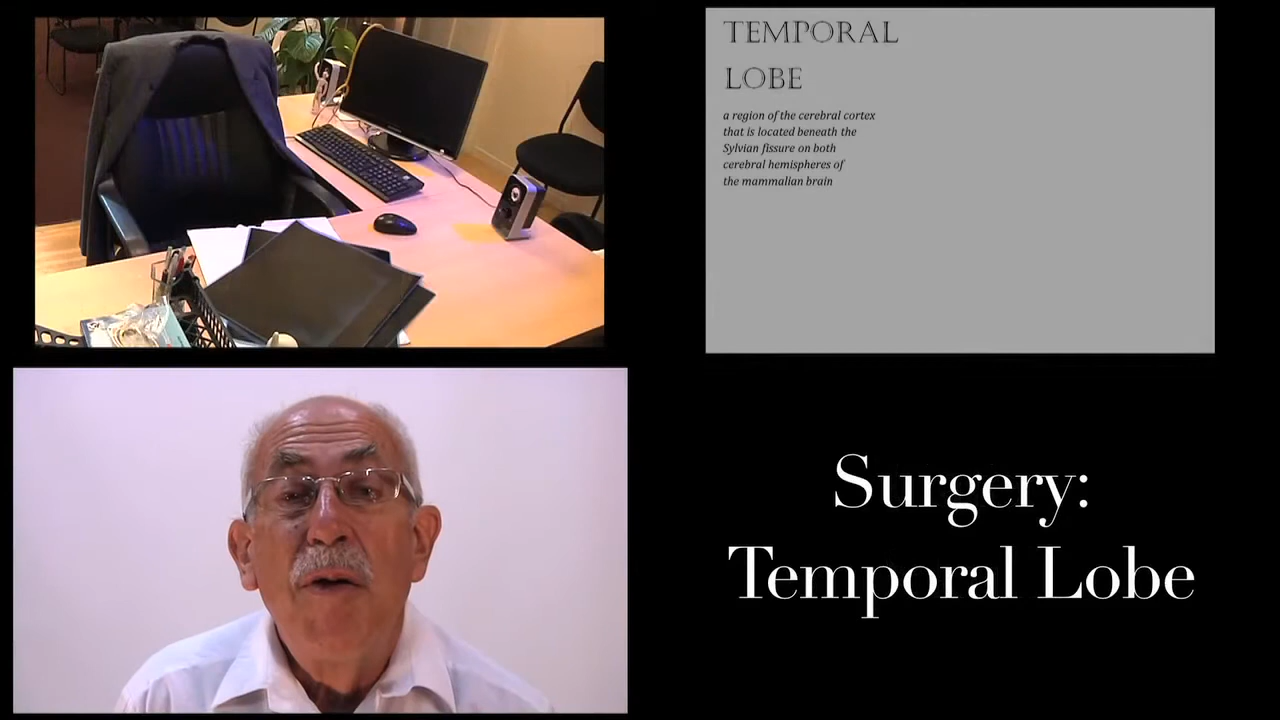 TEMPORAL
LOBE
a region of the cerebral cortex
that is located beneath the
Sylvian fissure on both
cerebral hemispheres of
the mammalian brain
Surgery:
Temporal Lobe